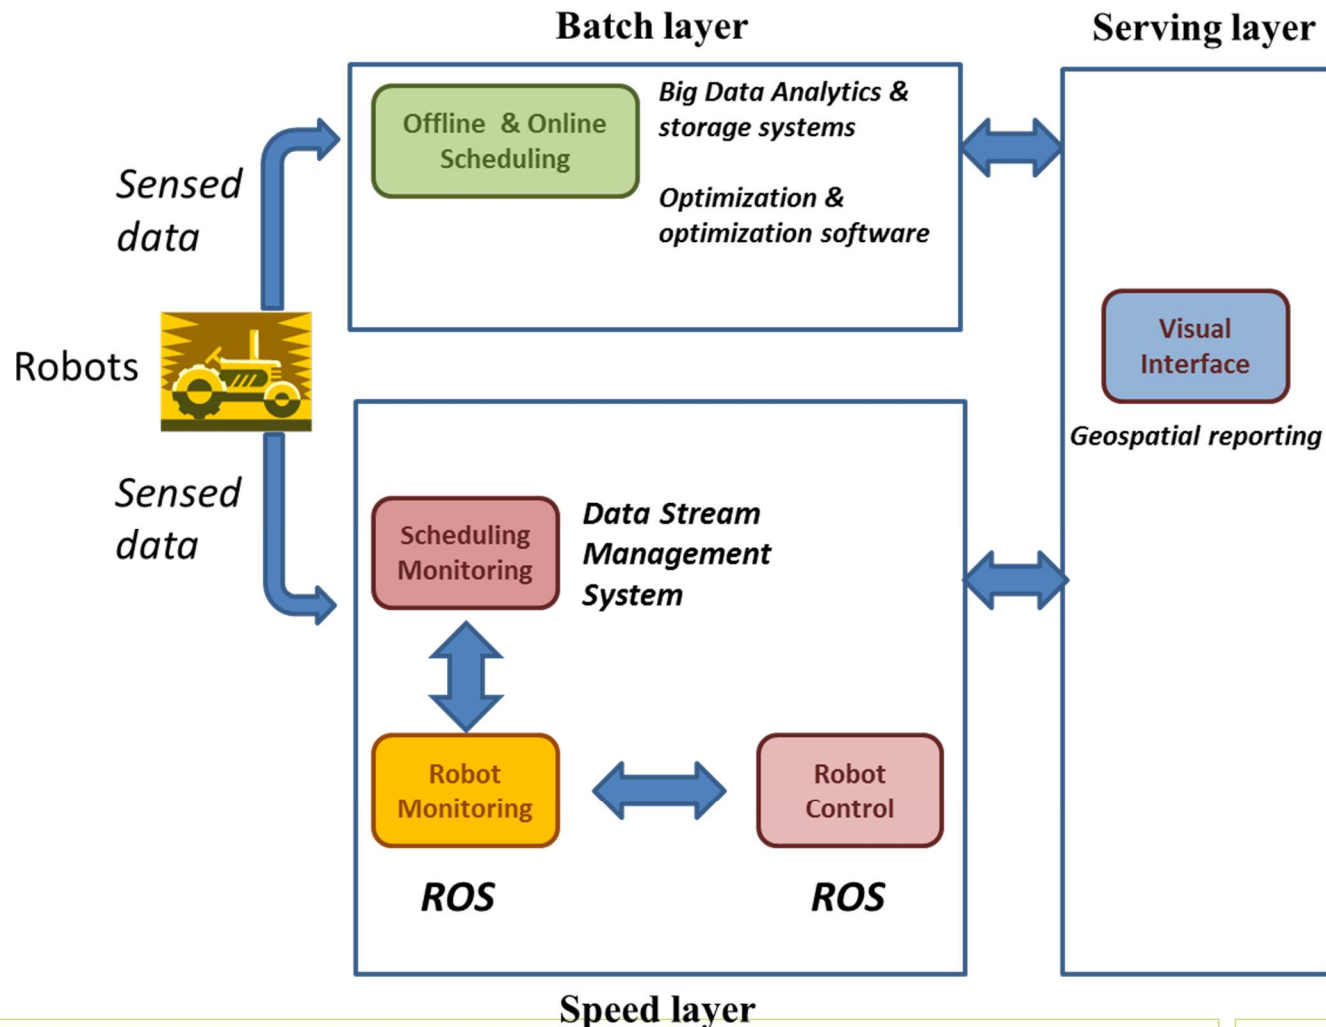 Batch layer
Serving layer
Offline & Online
Scheduling
Big Data Analytics &
storage systems
Optimization &
optimization software
Sensed
data
Robots
Visual
Interface
Geospatial reporting
Sensed
data
Scheduling
Monitoring
Data Stream
Management
System
Robot
Monitoring
Robot
Control
ROS
ROS
Speed layer